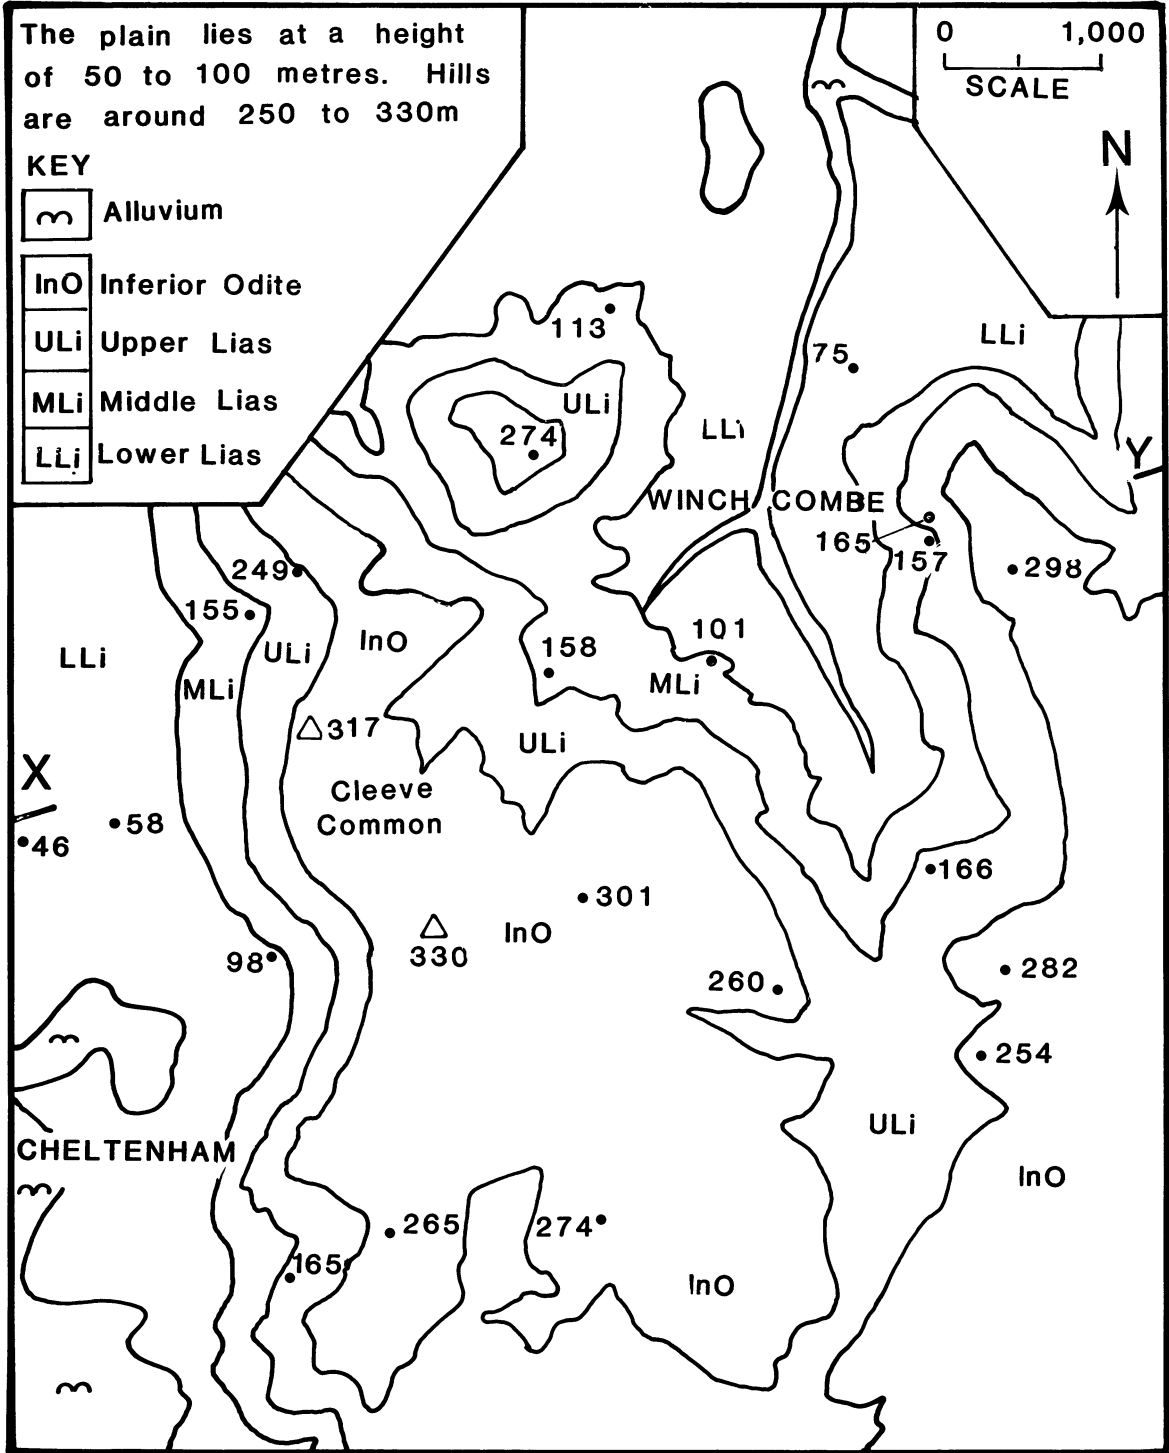 The plain lies at a height
of 50 to 100 metres. Hills
are around 250 to 330m
KEY
Alluvium
InO Inferior Odite
ULi Upper Lias
MLi Middle Lias
LLi Lower Lias
0 1,000
SCALE
N
113
75
LLi
ULi
274
LLi
Y
WINCH COMBE
165
157
298
249
155
InO
101
158
LLi
ULi
MLi
MLi
317
ULi
X
Cleeve
Common
58
46
166
301
InO
330
98
260
282
254
ULi
CHELTENHAM
InO
265
274
165
InO